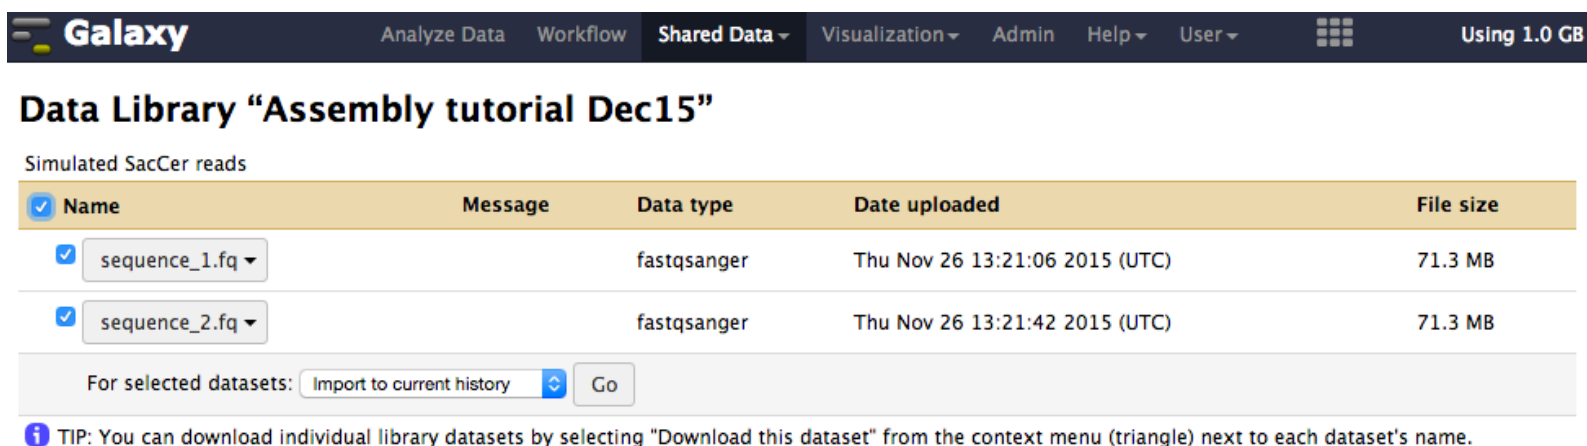 Galaxy Analyze Data Workflow Shared Data Visualization Admin Help User Using 1.0 GB
Data Library “Assembly tutorial Dec15”
Simulated SacCer reads
Name Message Data type Date uploaded File size
sequence_1.fq fastqsanger Thu Nov 26 13:21:06 2015 (UTC) 71.3 MB
sequence_2.fq fastqsanger Thu Nov 26 13:21:42 2015 (UTC) 71.3 MB
For selected datasets: Import to current history Go
TIP: You can download individual library datasets by selecting "Download this dataset" from the context menu (triangle) next to each dataset's name.